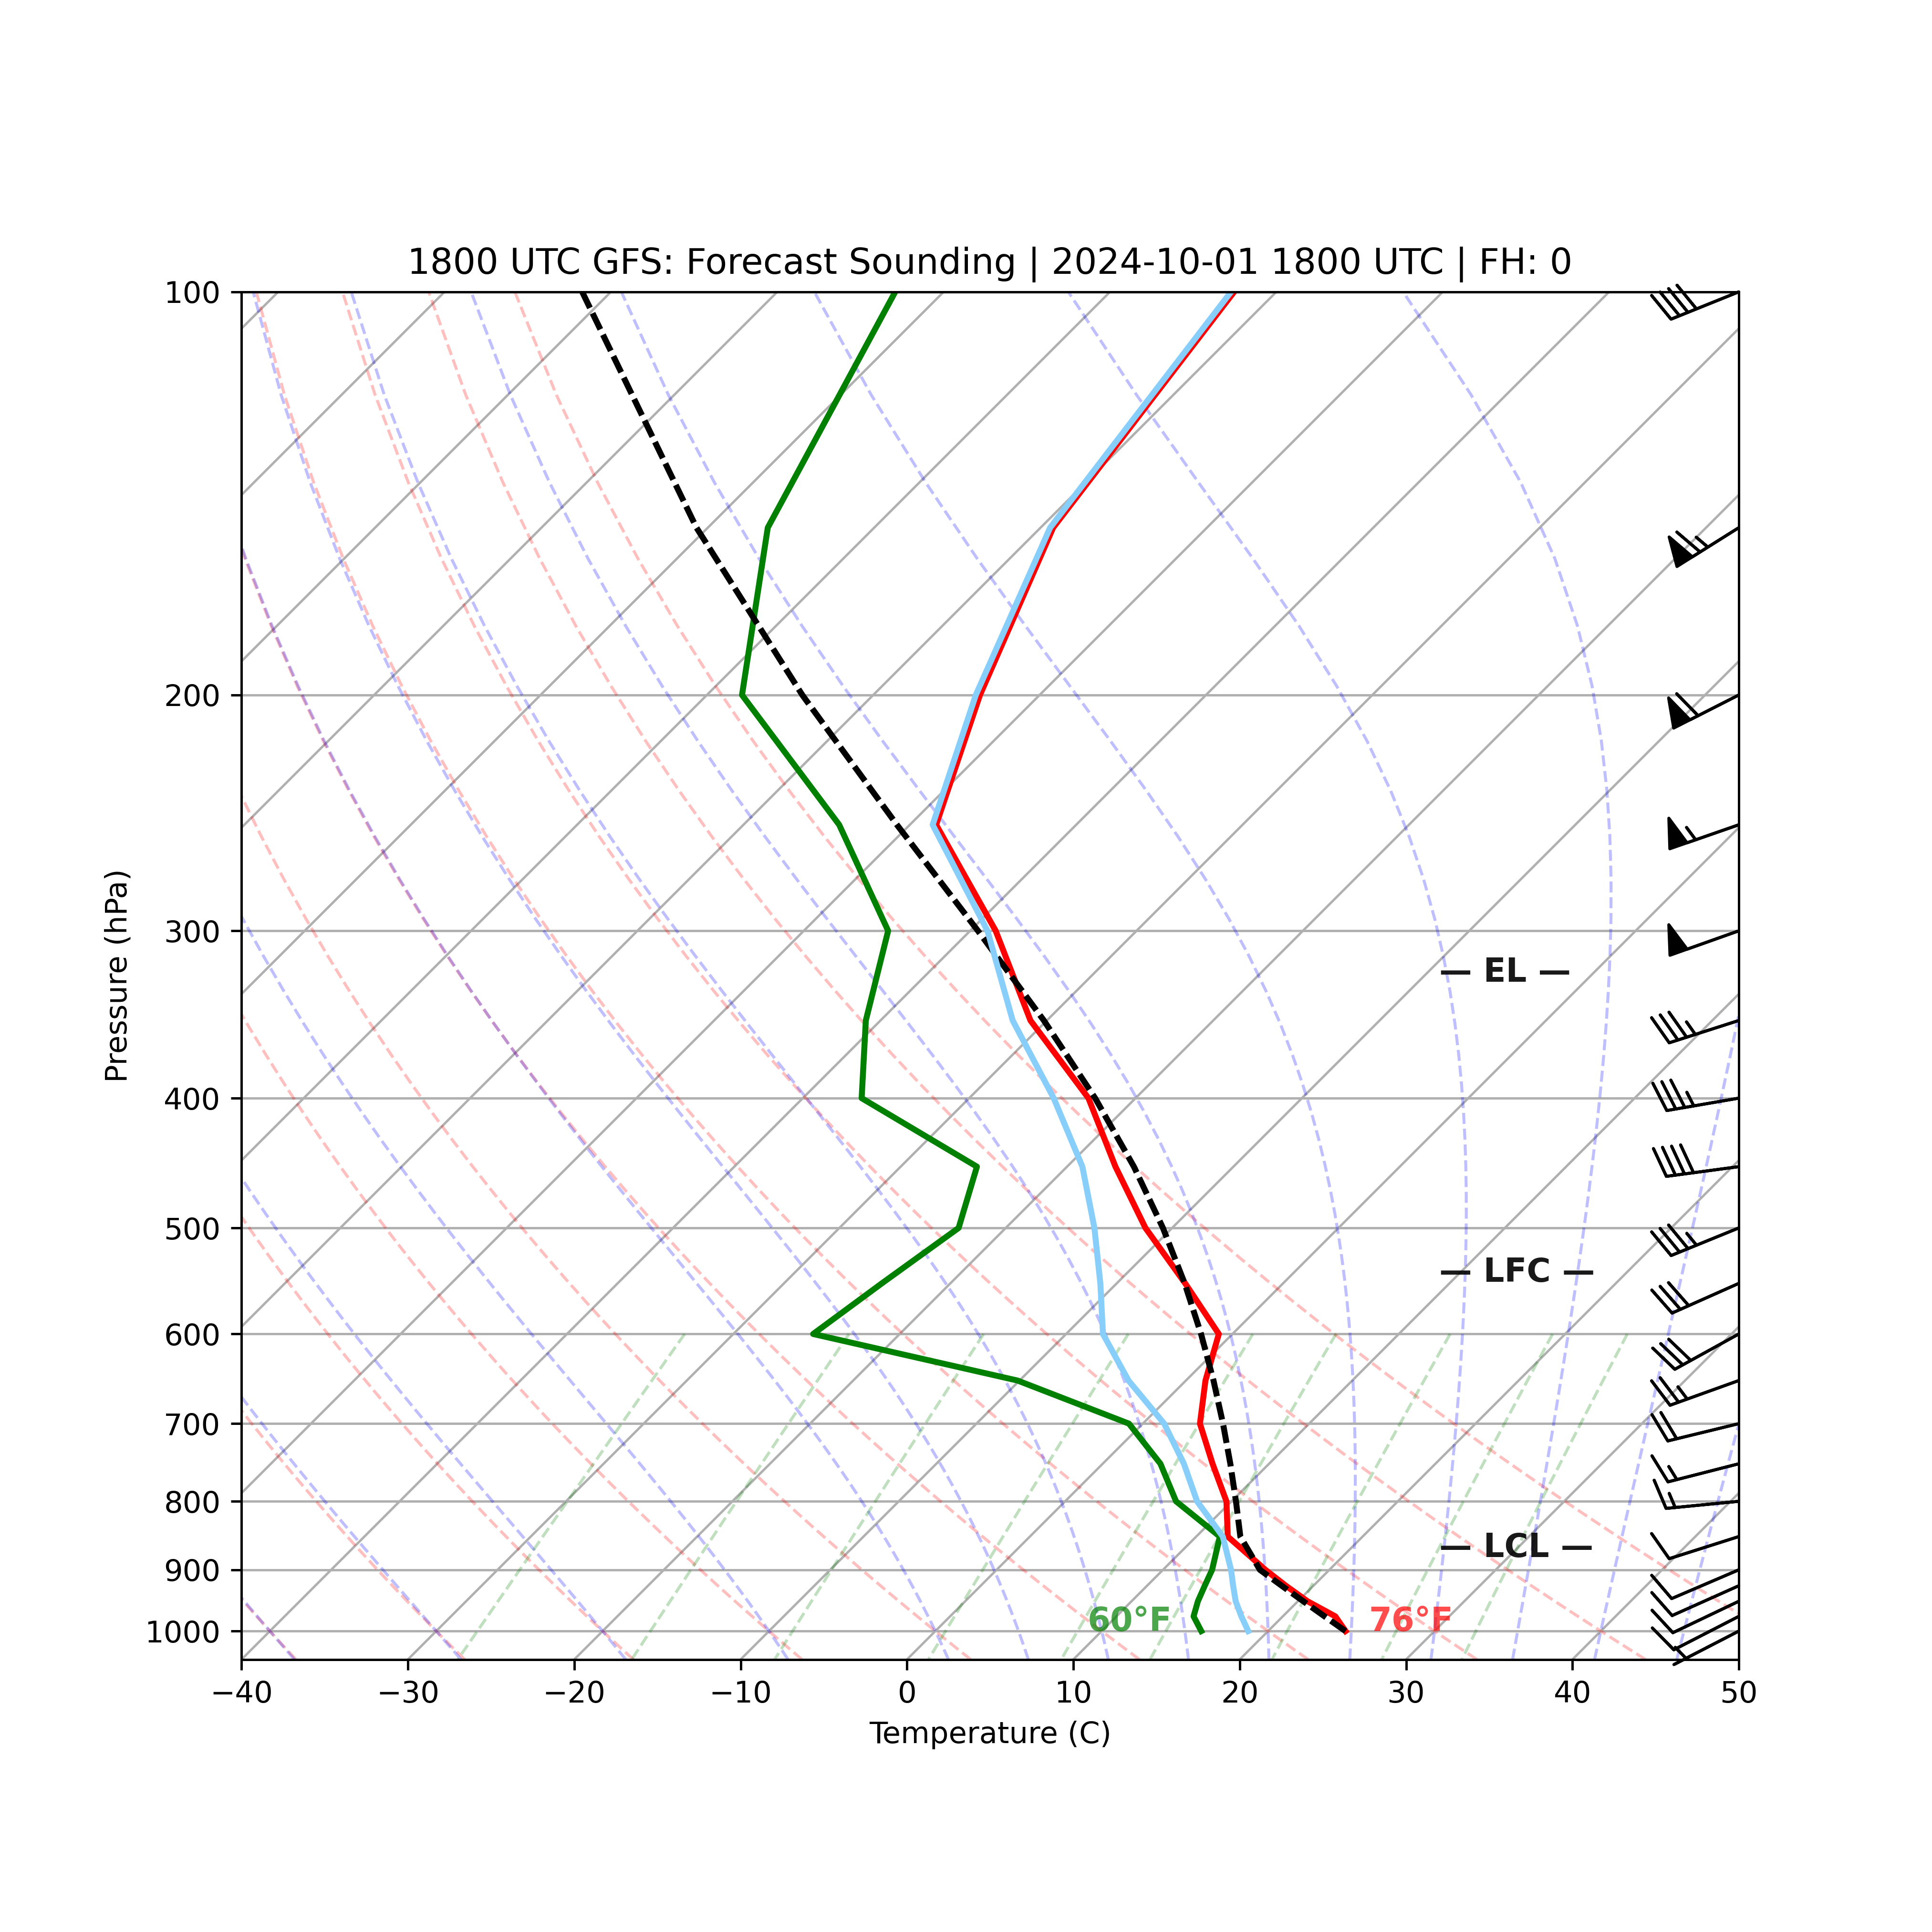 1800 UTC GFS: Forecast Sounding | 2024-10-01 1800 UTC | FH: 0
100
200
300
— EL —
400
500
— LFC —
600
700
800
— LCL —
900
60°F 76°F
1000
−40 −30 −20 −10 0 10 20 30 40 50
Temperature (C)
Pressure (hPa)